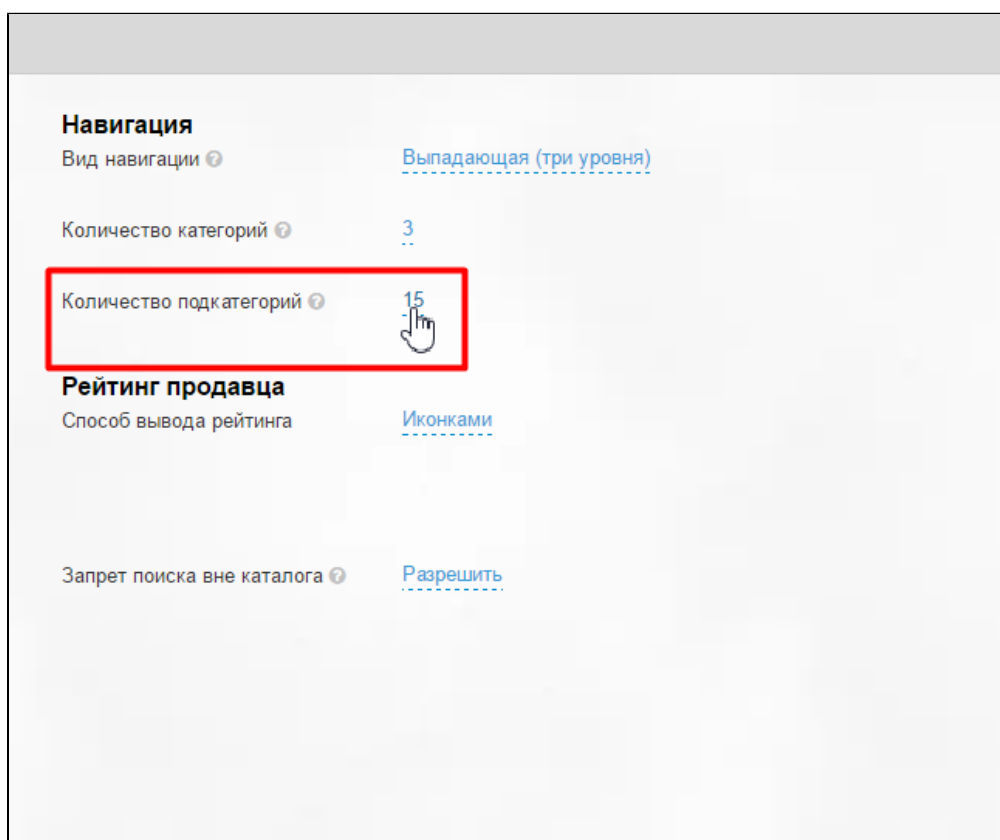 Навигация
Вид навигации ? Выпадающая (три уровня)
Количество категорий ? 3
Количество подкатегорий ? 15
Рейтинг продавца
Способ вывода рейтинга Иконками
Запрет поиска вне каталога ? Разрешить